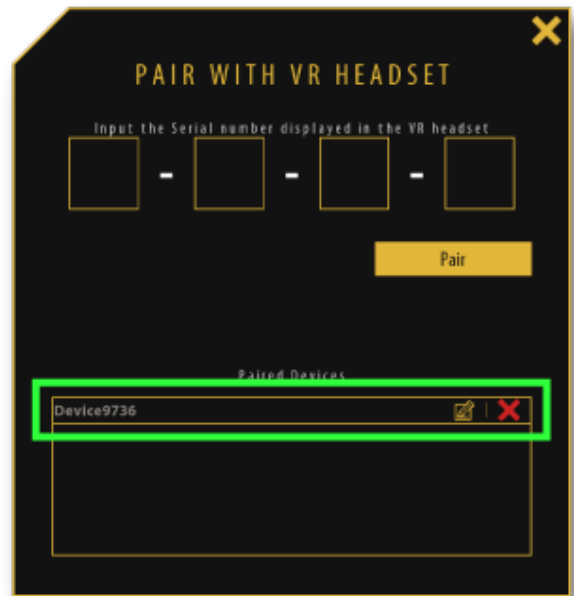 PAIR WITH VR HEADSET
Input the Serial number displayed in the VR headset
- - -
Pair
Paired Devices
Device9736